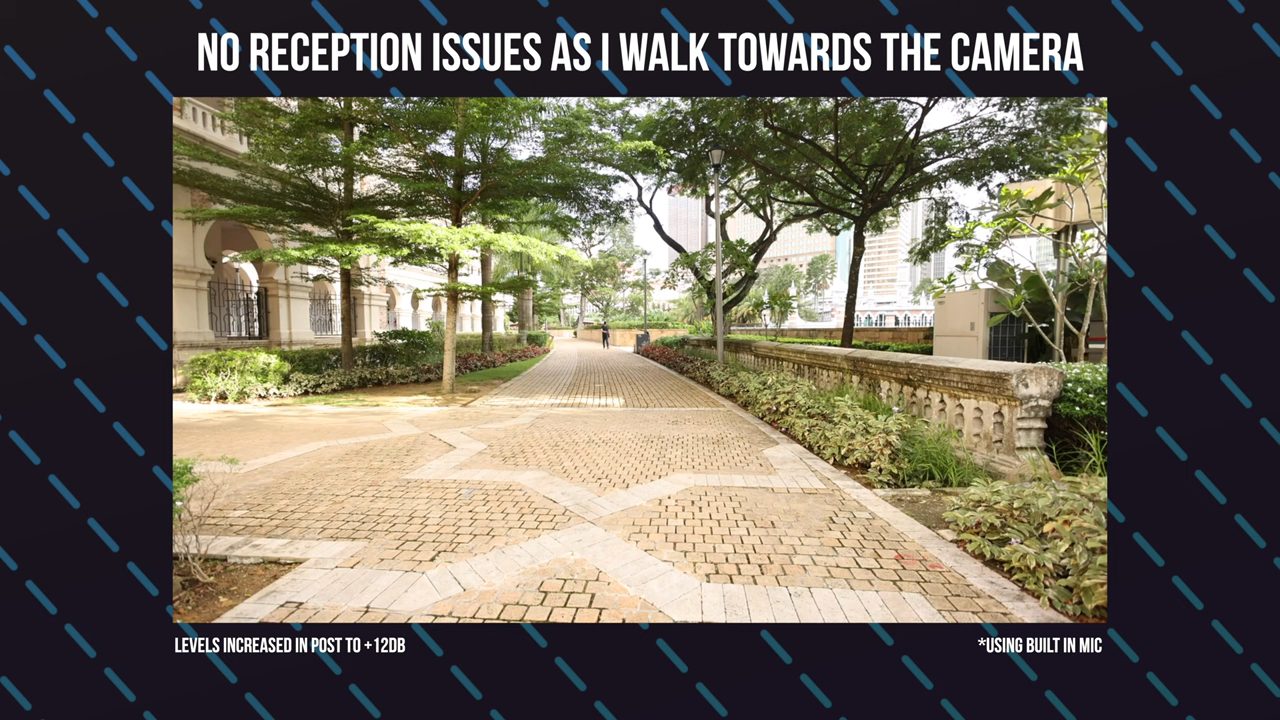 NO RECEPTION ISSUES AS I WALK TOWARDS THE CAMERA
LEVELS INCREASED IN POST TO +12DB
*USING BUILT IN MIC